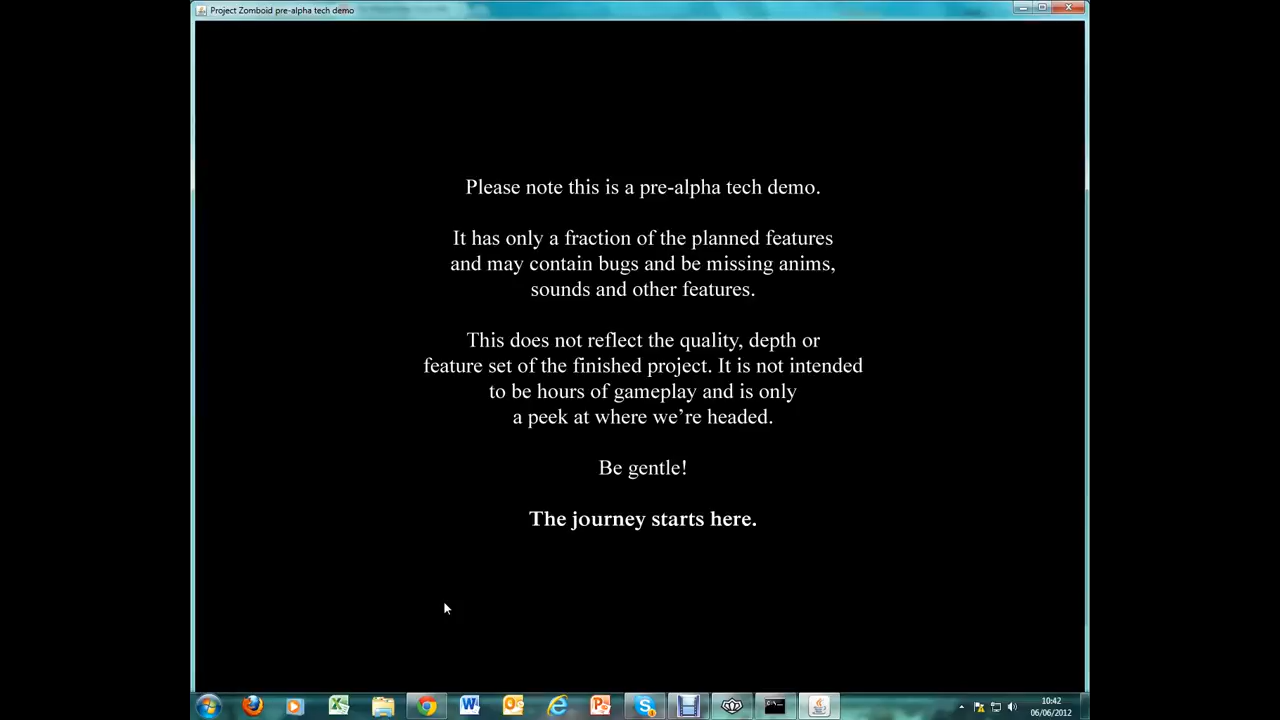 Project Zomboid pre-alpha tech demo
Please note this is a pre-alpha tech demo.
It has only a fraction of the planned features
and may contain bugs and be missing anims,
sounds and other features.
This does not reflect the quality, depth or
feature set of the finished project. It is not intended
to be hours of gameplay and is only
a peek at where we’re headed.
Be gentle!
The journey starts here.
10:42
06/06/2012